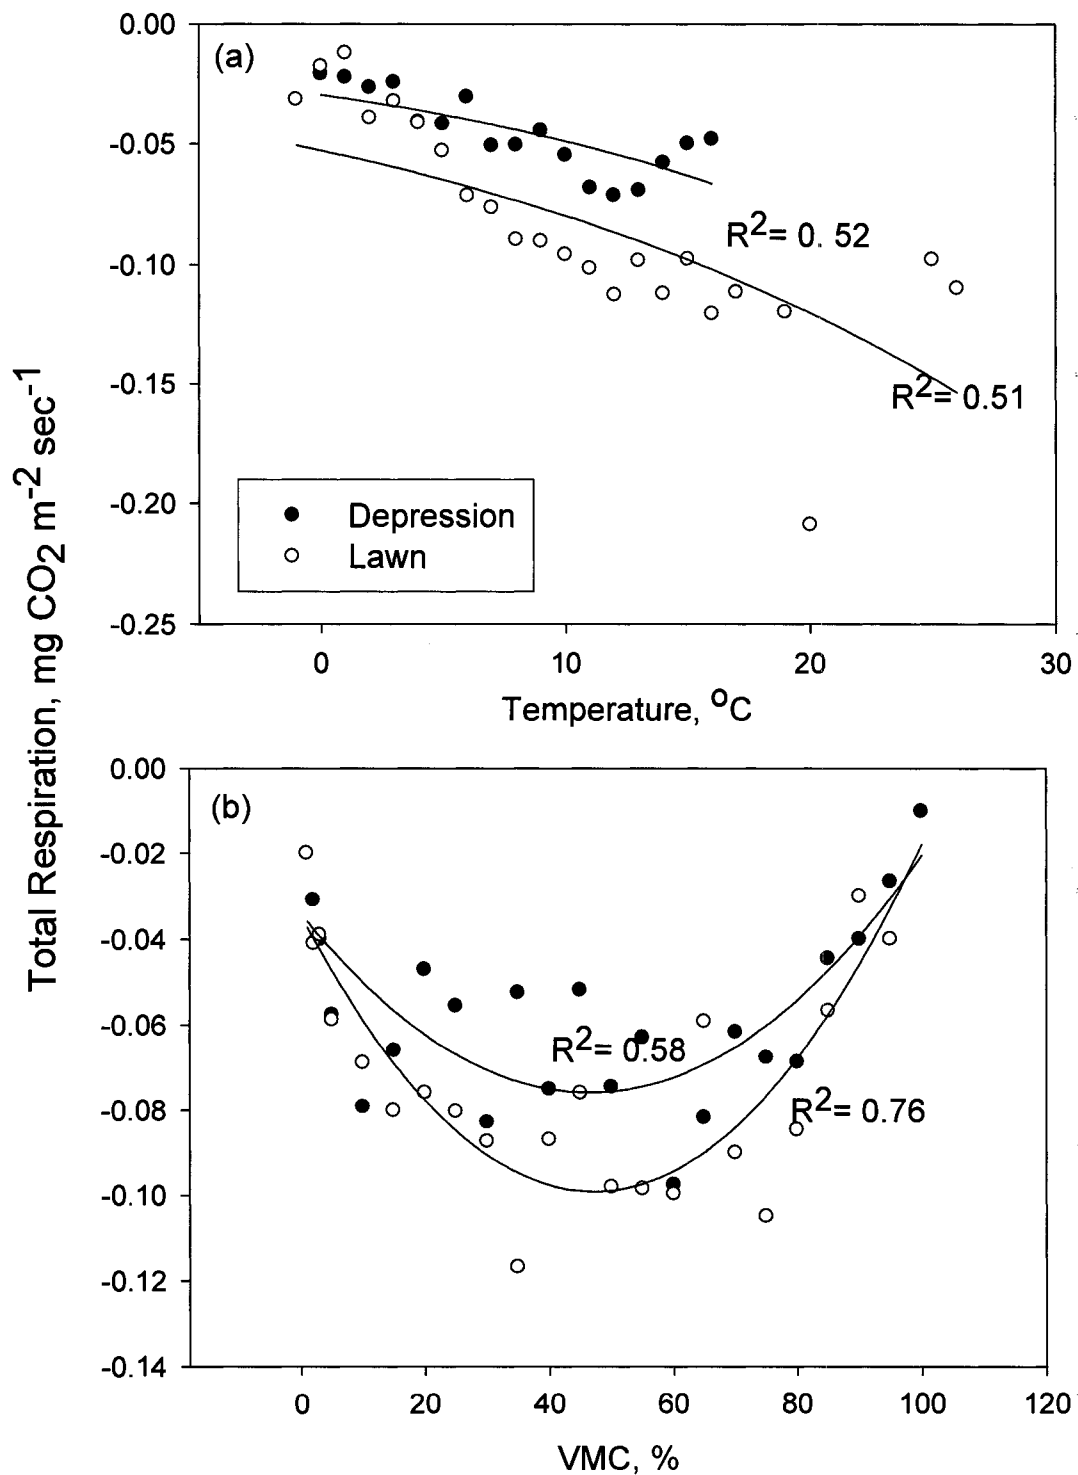 (a)
0.00
-0.05
-0.10
-0.15
-0.20
-0.25
R2= 0. 52
R2= 0.51
Depression
Lawn
0 10 20 30
Temperature, oC
Total Respiration, mg CO2 m-2 sec-1
(b)
0.00
-0.02
-0.04
-0.06
-0.08
-0.10
-0.12
-0.14
R2= 0.58
R2= 0.76
0 20 40 60 80 100 120
VMC, %